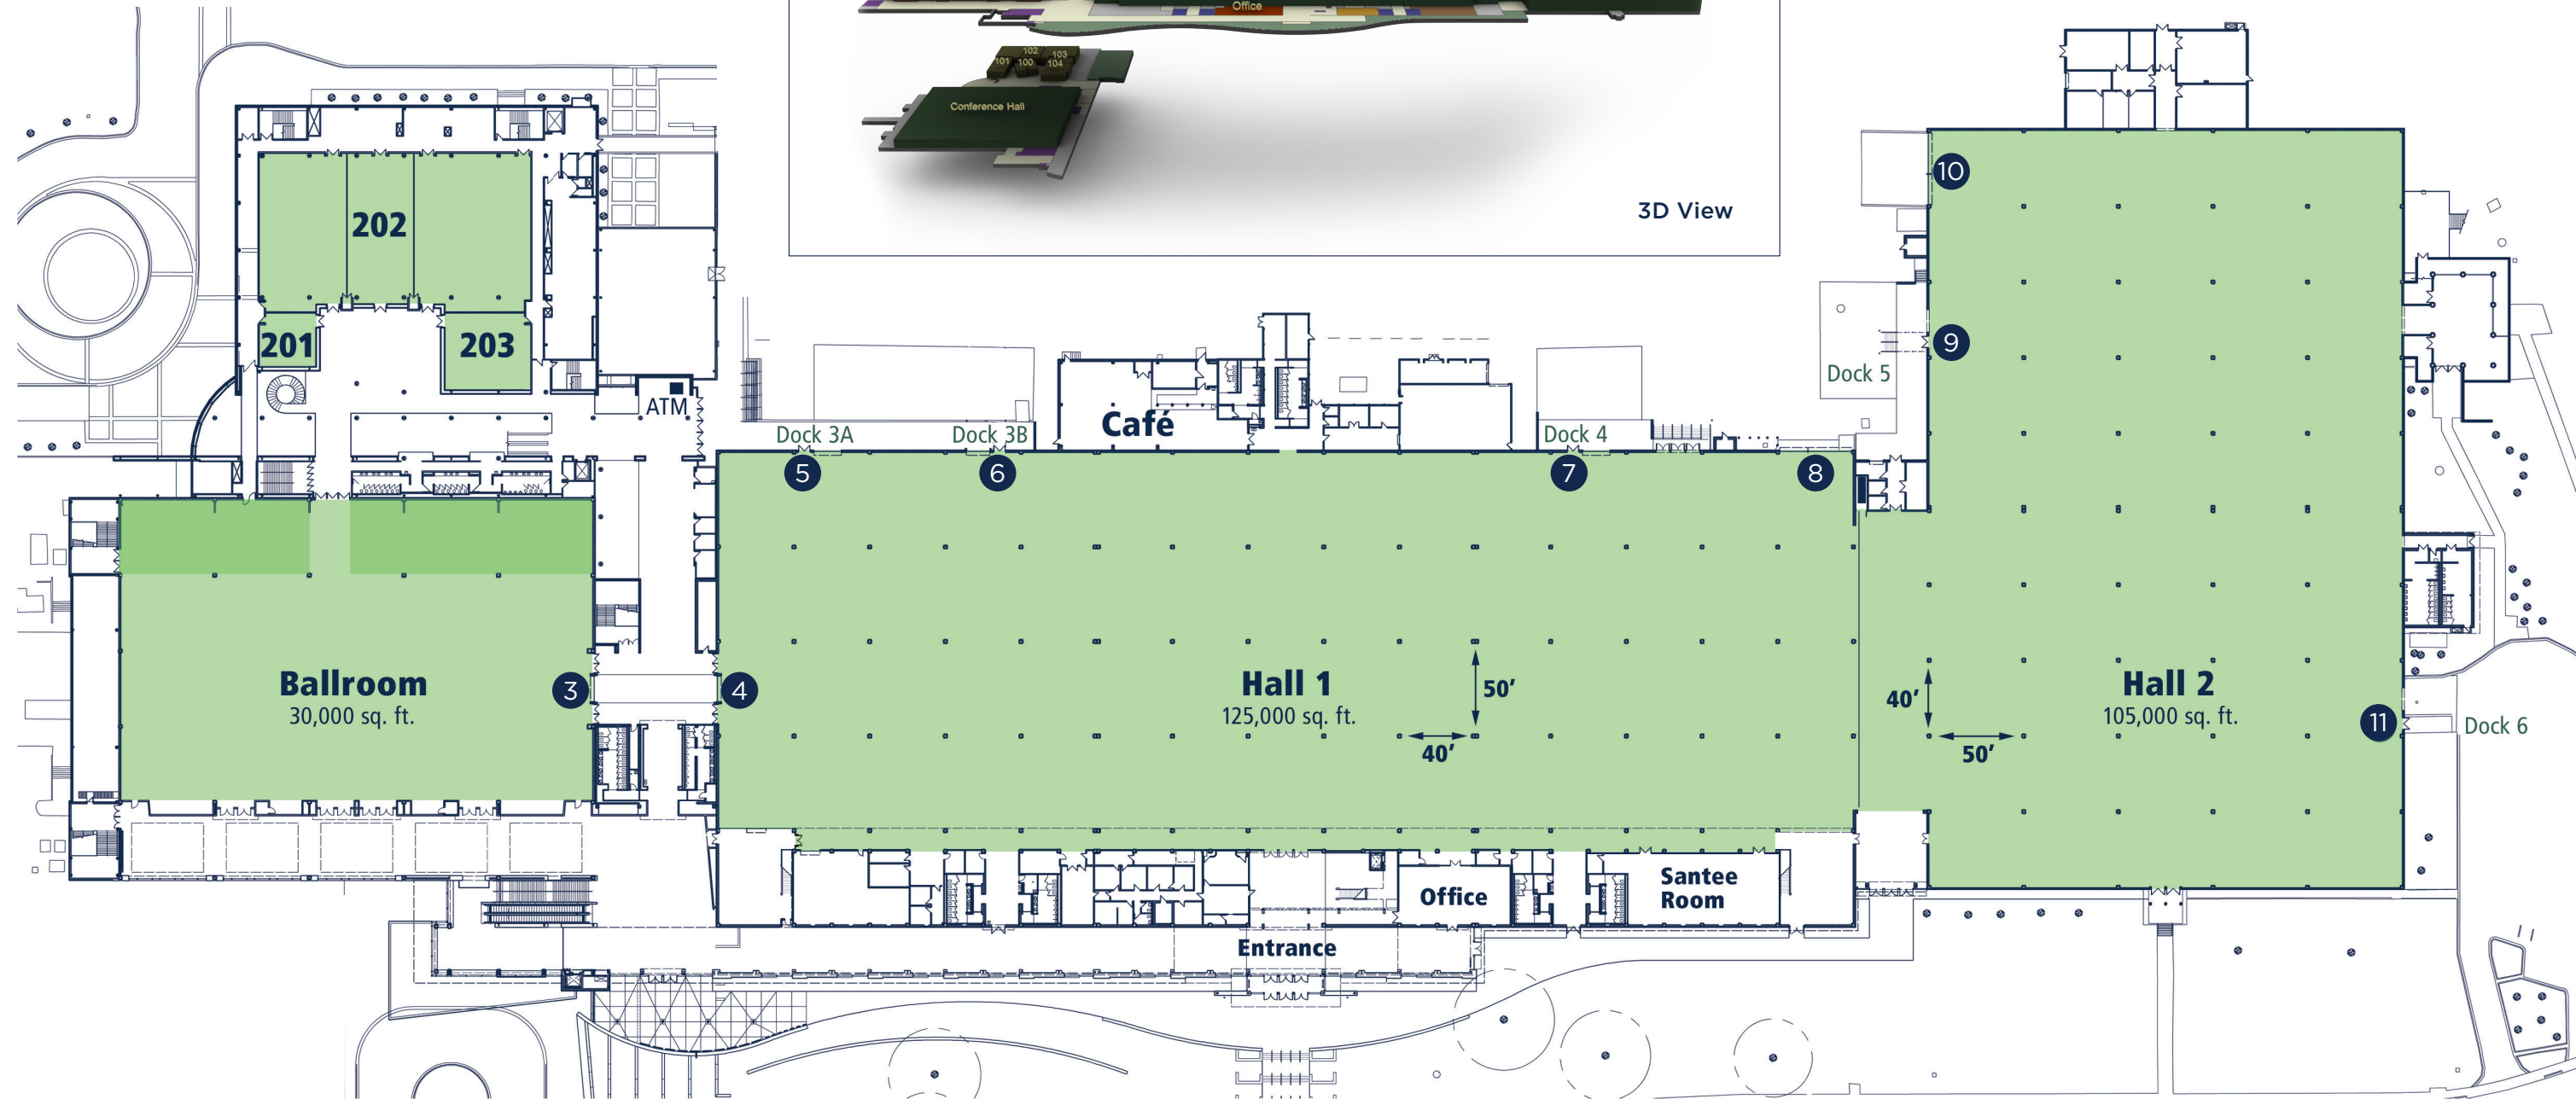 Office
102
103
101
100
104
Conference Hall
3D View
10
202
201
203
9
Dock 5
ATM
Café
Dock 3A
Dock 3B
Dock 4
5
6
7
8
Ballroom
30,000 sq. ft.
3
4
Hall 1
125,000 sq. ft.
50’
40’
40’
50’
Hall 2
105,000 sq. ft.
11
Dock 6
Office
Santee
Room
Entrance